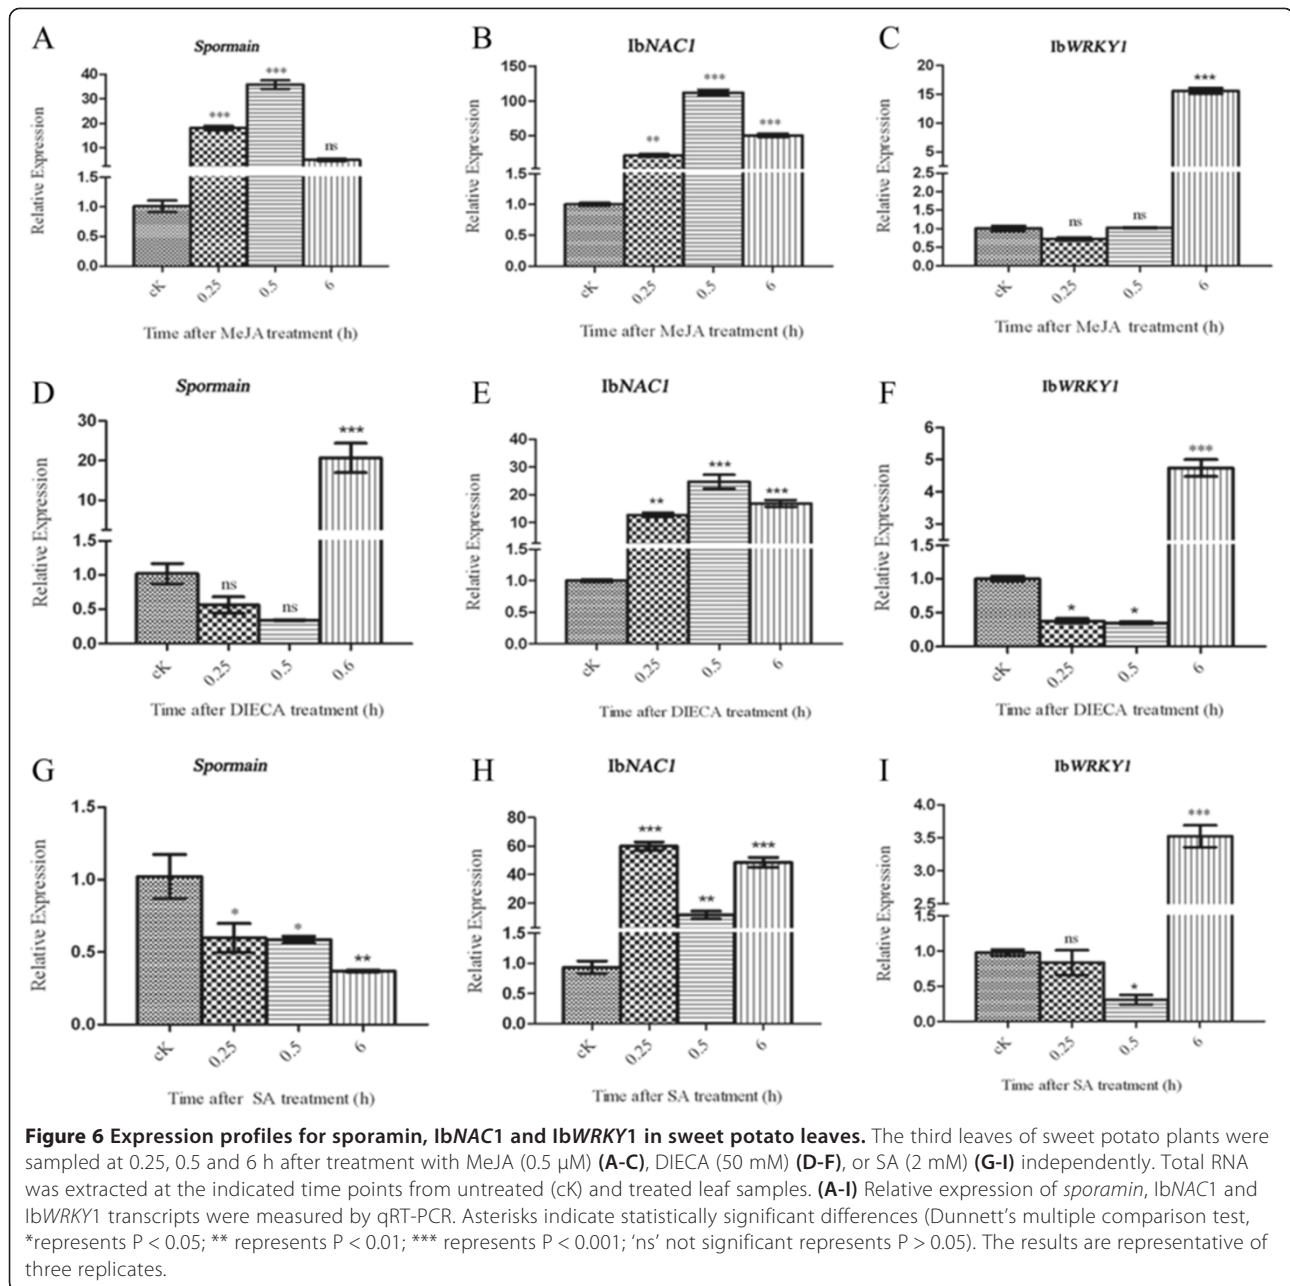 A
Spormain
***
***
ns
40
30
20
10
1.5
1.0
0.5
0.0
Relative Expression
cK 0.25 0.5 6
Time after MeJA treatment (h)
B
IbNAC1
**
***
***
150
100
50
1.5
1.0
0.5
0.0
Relative Expression
cK 0.25 0.5 6
Time after MeJA treatment (h)
C
IbWRKY1
ns
ns
***
20
15
10
5
2.5
2.0
1.5
1.0
0.5
0.0
Relative Expression
cK 0.25 0.5 6
Time after MeJA treatment (h)
D
Spormain
ns
ns
***
30
20
10
1.5
1.0
0.5
0.0
Relative Expression
cK 0.25 0.5 0.6
Time after DIECA treatment (h)
E
IbNAC1
**
***
***
40
30
20
10
1.5
1.0
0.5
0.0
Relative Expression
cK 0.25 0.5 6
Time after DIECA treatment (h)
F
IbWRKY1
*
*
***
6
5
4
3
1.5
1.0
0.5
0.0
Relative Expression
cK 0.25 0.5 6
Time after DIECA treatment (h)
G
Spormain
*
*
**
1.5
1.0
0.5
0.0
Relative Expression
cK 0.25 0.5 6
Time after SA treatment (h)
H
IbNAC1
***
**
***
80
60
40
20
1.5
1.0
0.5
0.0
Relative Expression
cK 0.25 0.5 6
Time after SA treatment (h)
I
IbWRKY1
ns
*
***
4.0
3.5
3.0
2.5
2.0
1.5
1.0
0.5
0.0
Relative Expression
cK 0.25 0.5 6
Time after SA treatment (h)
Figure 6 Expression profiles for sporamin, IbNAC1 and IbWRKY1 in sweet potato leaves. The third leaves of sweet potato plants were
sampled at 0.25, 0.5 and 6 h after treatment with MeJA (0.5 μM) (A-C), DIECA (50 mM) (D-F), or SA (2 mM) (G-I) independently. Total RNA
was extracted at the indicated time points from untreated (cK) and treated leaf samples. (A-I) Relative expression of sporamin, IbNAC1 and
IbWRKY1 transcripts were measured by qRT-PCR. Asterisks indicate statistically significant differences (Dunnett's multiple comparison test,
*represents P < 0.05; ** represents P < 0.01; *** represents P < 0.001; 'ns' not significant represents P > 0.05). The results are representative of
three replicates.